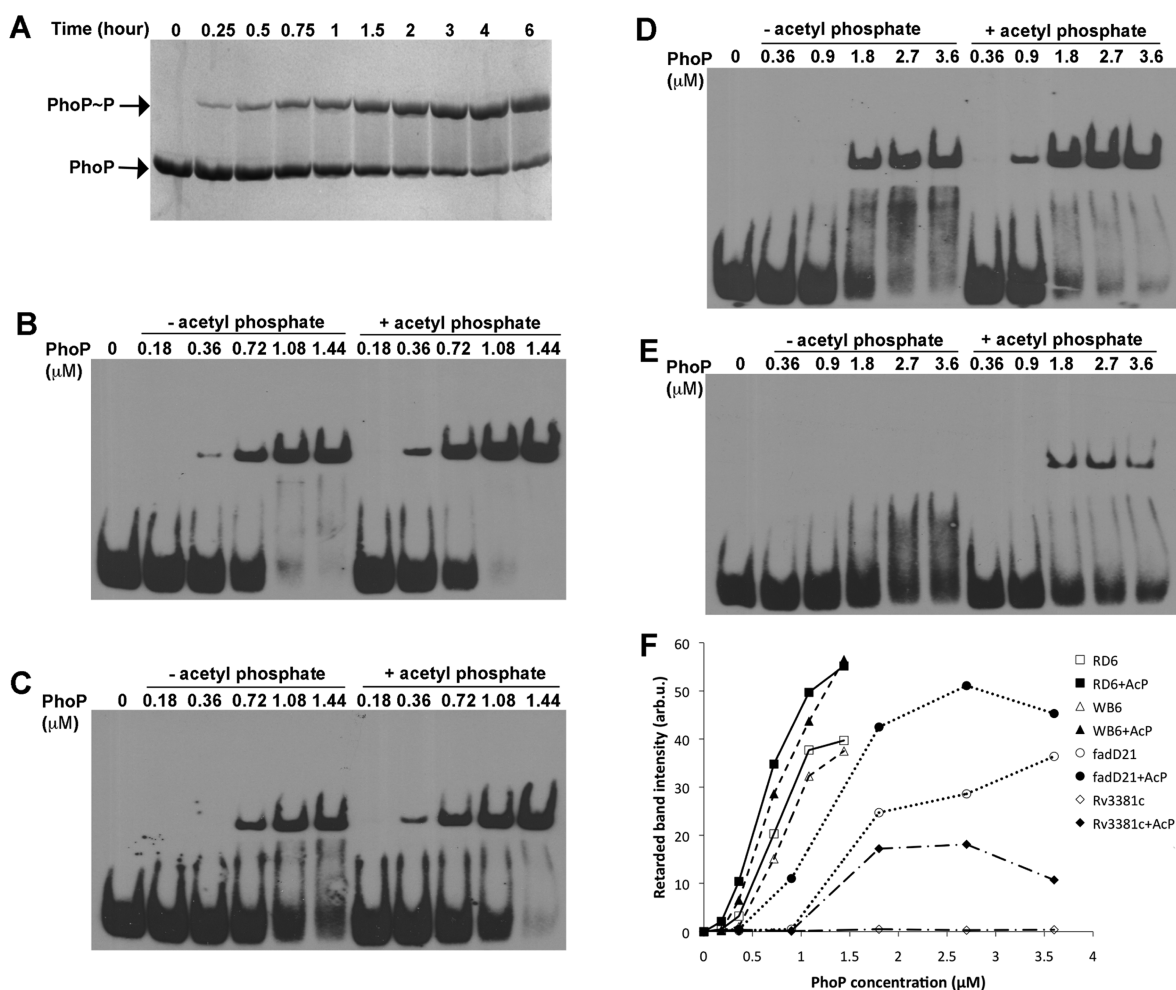 A
Time (hour) 0 0.25 0.5 0.75 1 1.5 2 3 4 6
PhoP~P
PhoP
B
- acetyl phosphate + acetyl phosphate
PhoP 0 0.18 0.36 0.72 1.08 1.44 0.18 0.36 0.72 1.08 1.44
(µM)
C
- acetyl phosphate + acetyl phosphate
PhoP 0 0.18 0.36 0.72 1.08 1.44 0.18 0.36 0.72 1.08 1.44
(µM)
D
- acetyl phosphate + acetyl phosphate
PhoP 0 0.36 0.9 1.8 2.7 3.6 0.36 0.9 1.8 2.7 3.6
(µM)
E
- acetyl phosphate + acetyl phosphate
PhoP 0 0.36 0.9 1.8 2.7 3.6 0.36 0.9 1.8 2.7 3.6
(µM)
F
Retarded band intensity (arb.u.)
60
50
40
30
20
10
0
0 0.5 1 1.5 2 2.5 3 3.5 4
PhoP concentration (µM)
RD6
RD6+AcP
WB6
WB6+AcP
fadD21
fadD21+AcP
Rv3381c
Rv3381c+AcP